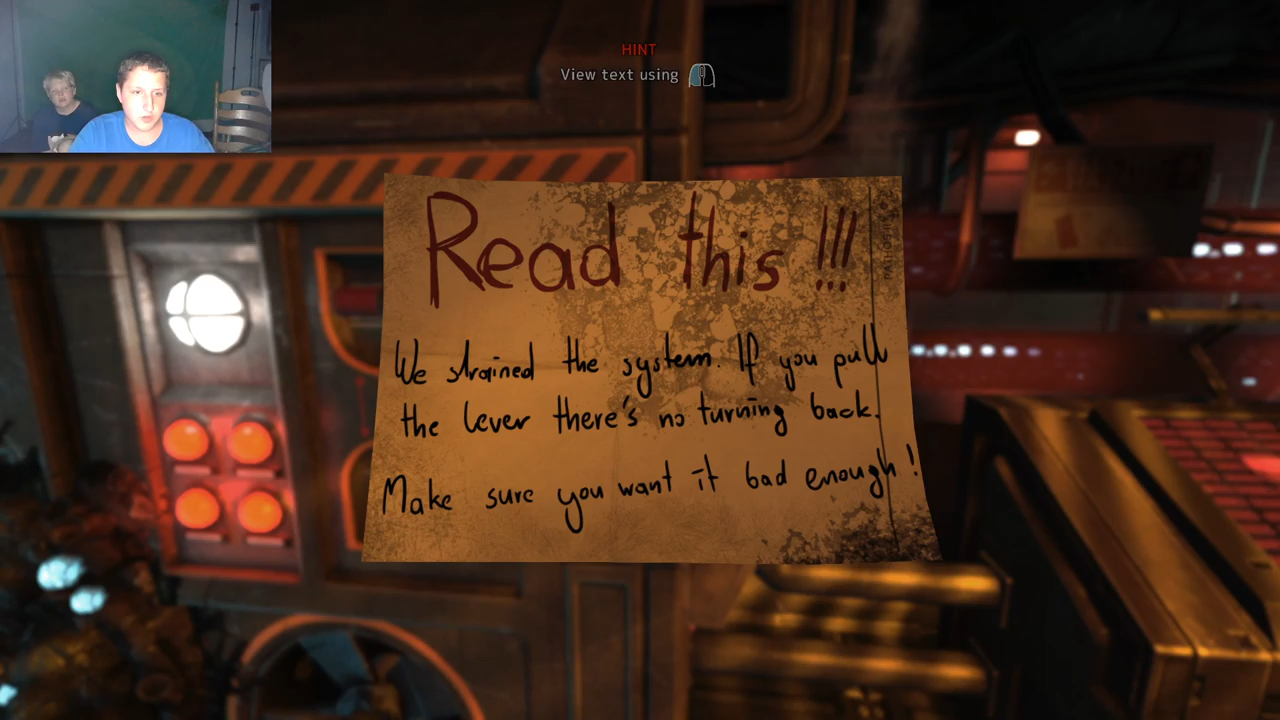 HINT
View text using
Read this !!!
We strained the system. If you pull
the lever there's no turning back.
Make sure you want it bad enough!